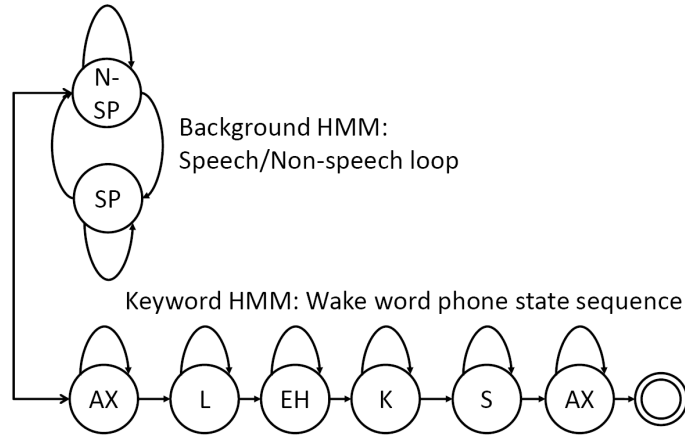 N-
SP
Background HMM:
Speech/Non-speech loop
SP
Keyword HMM: Wake word phone state sequence
AX L EH K S AX